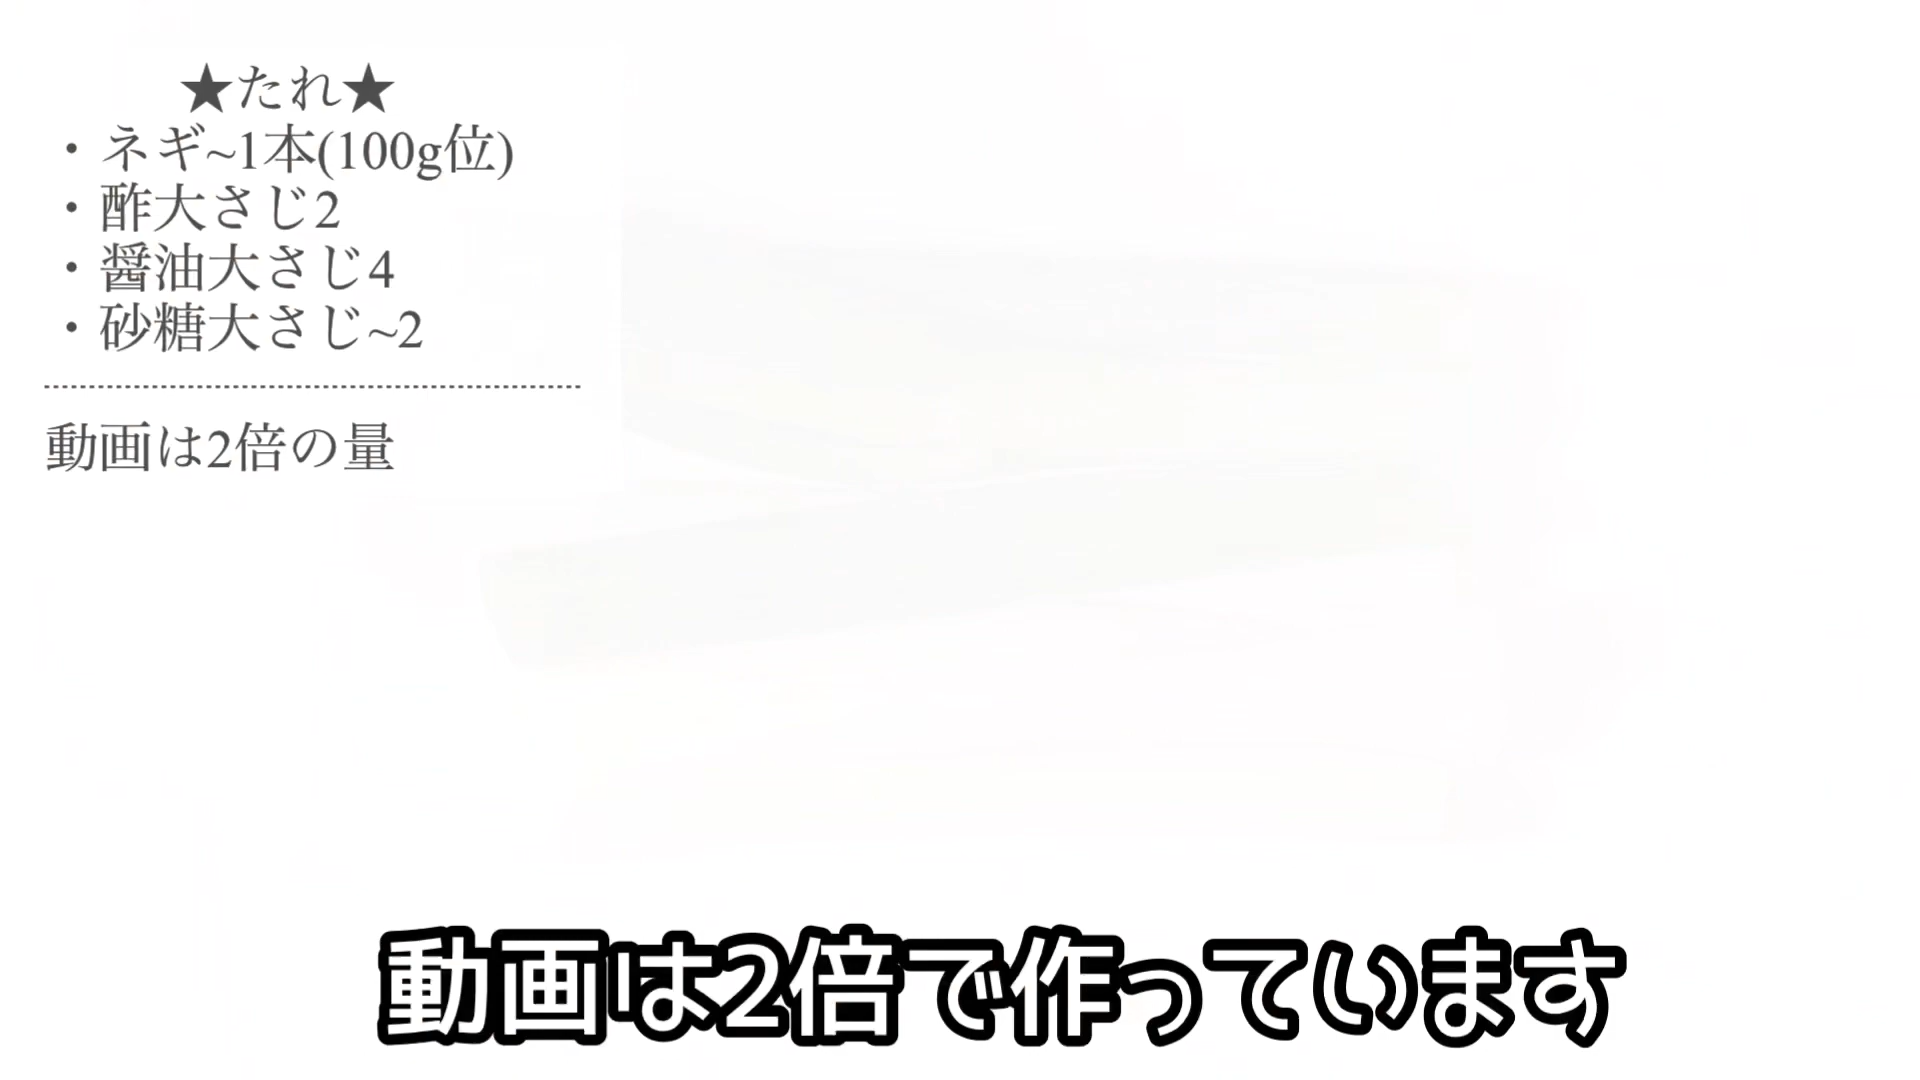 ★たれ★
・ネギ~1本(100g位)
・酢大さじ2
・醤油大さじ4
・砂糖大さじ~2
動画は2倍の量
動画は2倍で作っています